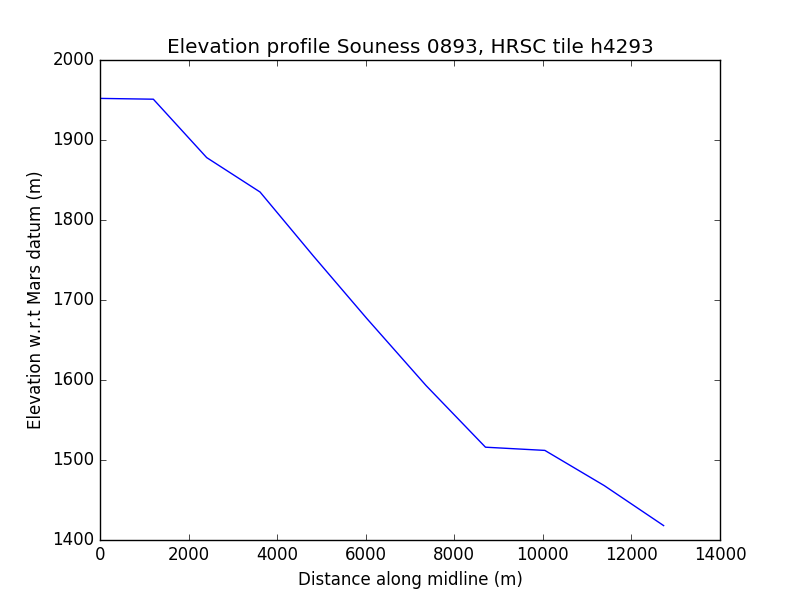 Elevation profile Souness 0893, HRSC tile h4293
2000
1900
1800
1700
1600
1500
1400
Elevation w.r.t Mars datum (m)
0 2000 4000 6000 8000 10000 12000 14000
Distance along midline (m)